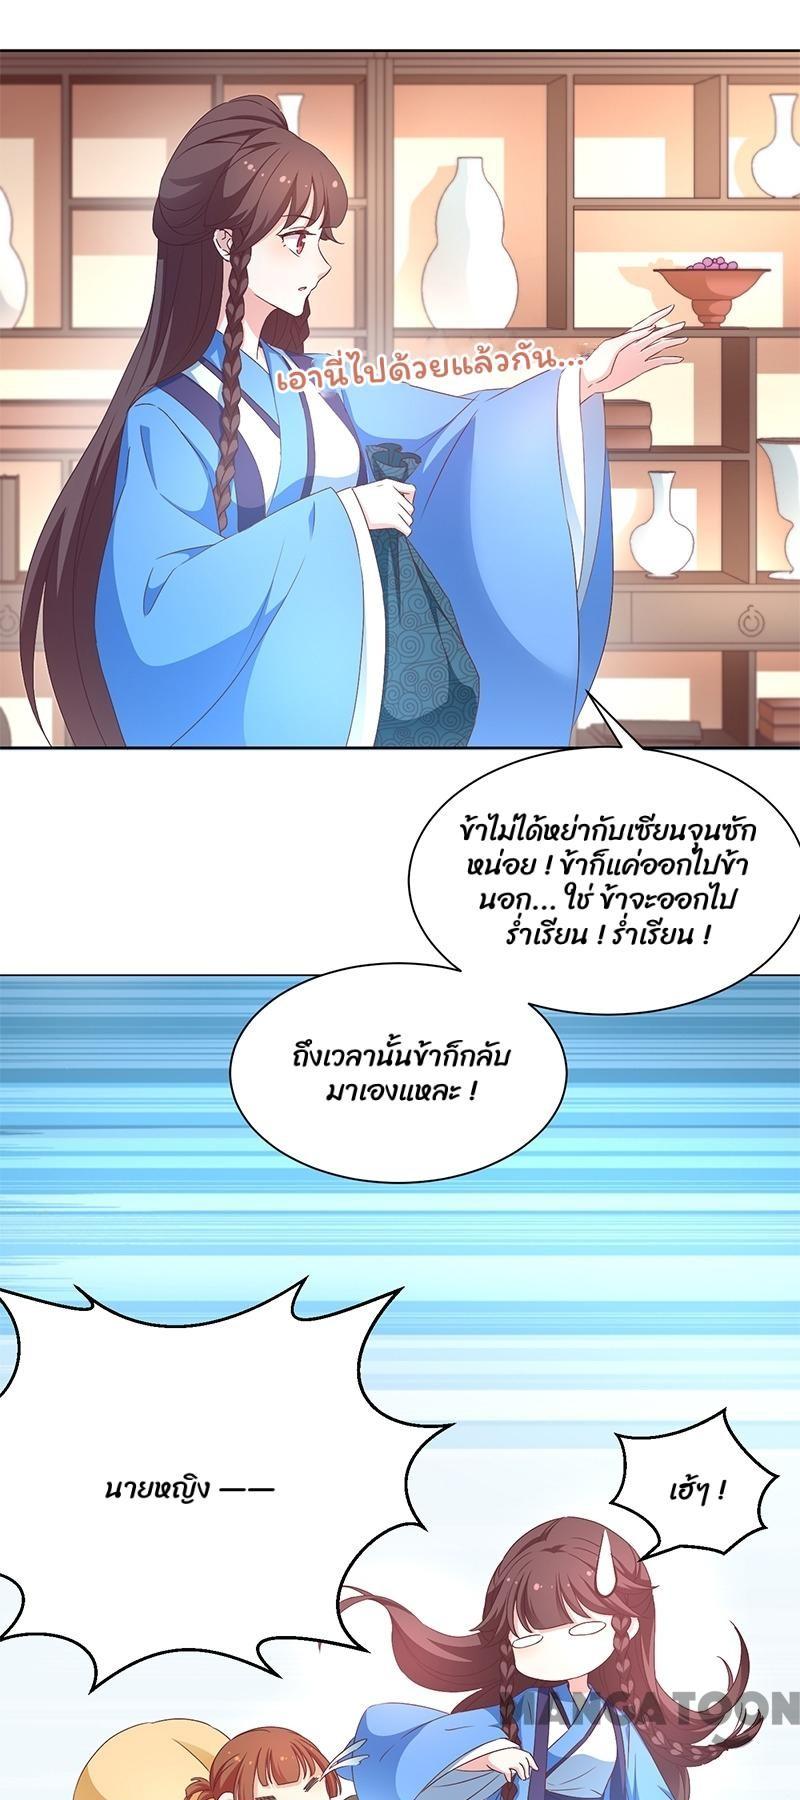 เอานี่ไปด้วยแล้วกัน...
ข้าไม่ได้หย่ากับเซียนจุนซัก
หน่อย ! ข้าก็แค่ออกไปข้า
นอก... ใช่ ข้าจะออกไป
ร่ำเรียน ! ร่ำเรียน !
ถึงเวลานั้นข้าก็กลับ
มาเองแหละ !
นายหญิง ——
เฮ้ๆ !
MANGATOON